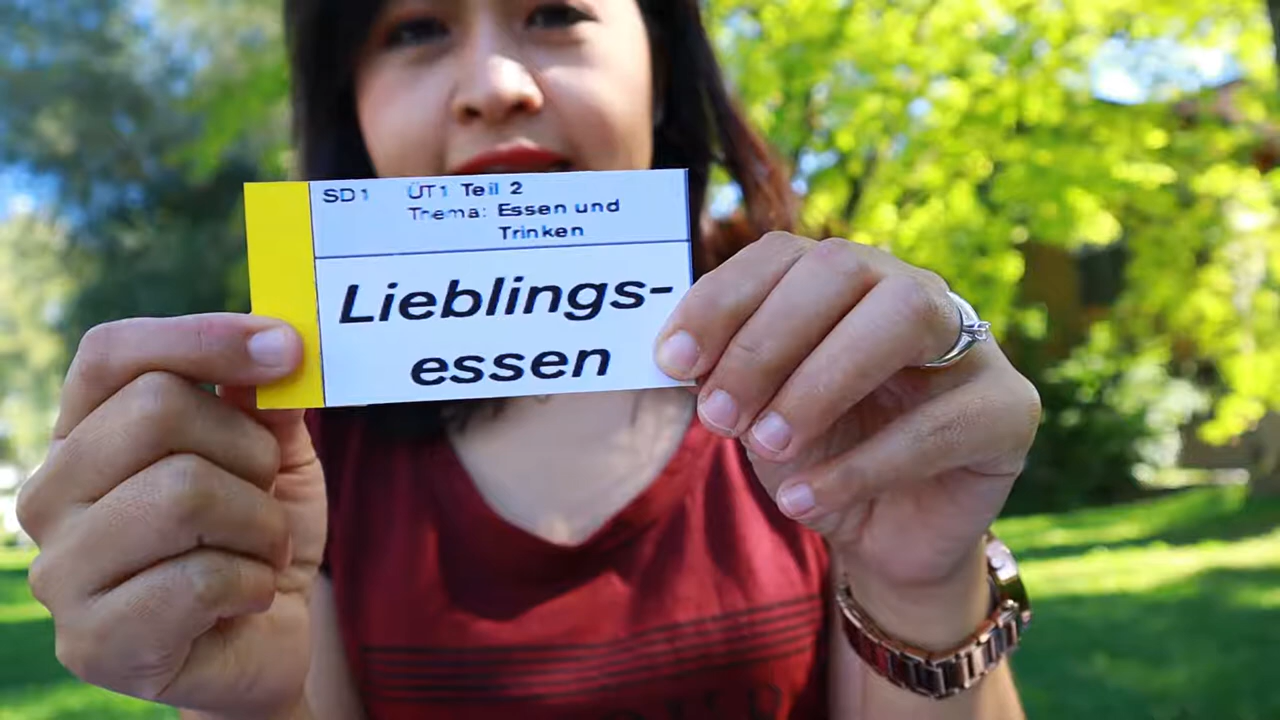 SD1 ÜT1 Teil 2
Thema: Essen und
Trinken
Lieblings-
essen